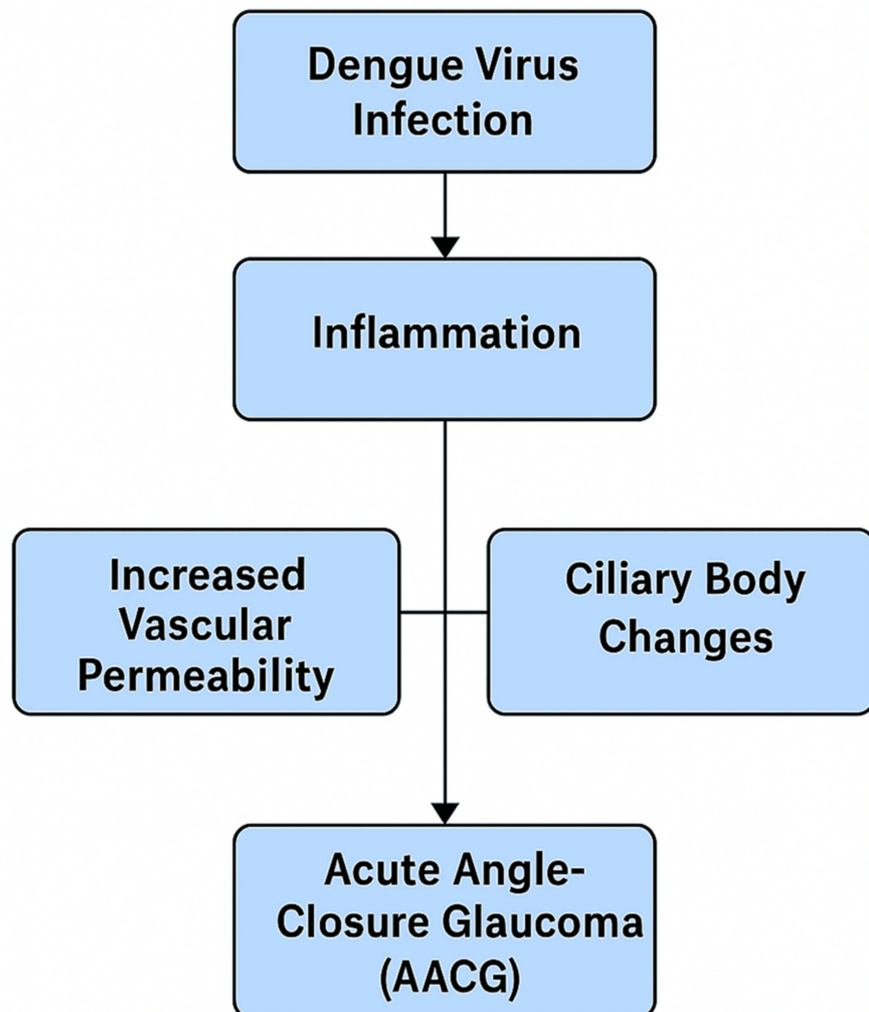 Dengue Virus
Infection
Inflammation
Increased
Vascular
Permeability
Ciliary Body
Changes
Acute Angle-
Closure Glaucoma
(AACG)